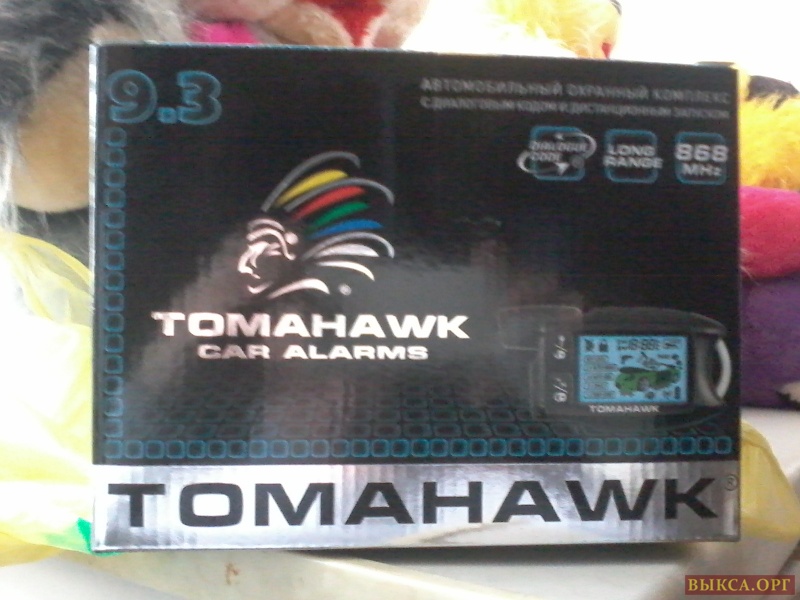 9.3
АВТОМОБИЛЬНЫЙ ОХРАННЫЙ КОМПЛЕКС
С ДИАЛОГОВЫМ КОДОМ И ДИСТАНЦИОННЫМ ЗАПУСКОМ
DIALOGUE
CODE
LONG
RANGE
868
MHz
TOMAHAWK
CAR ALARMS
TOMAHAWK
TOMAHAWK®
ВЫКСА.ОРГ